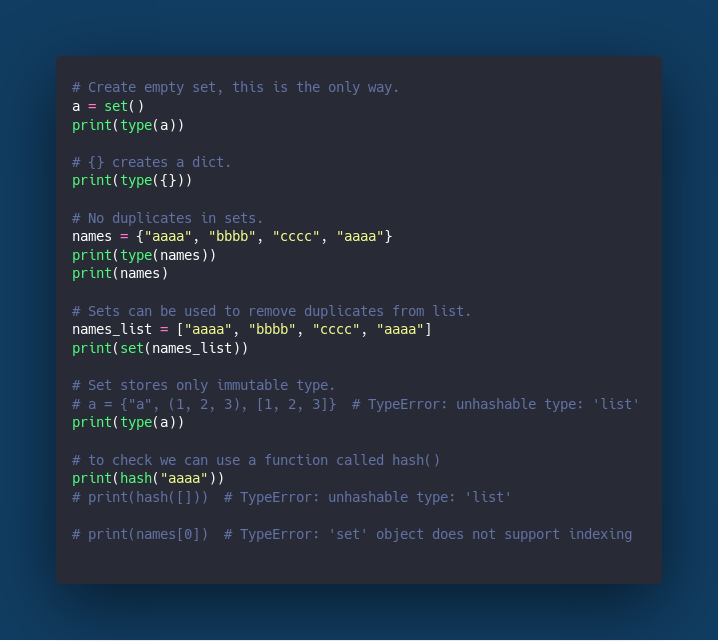 # Create empty set, this is the only way.
a = set()
print(type(a))

# {} creates a dict.
print(type({}))

# No duplicates in sets.
names = {"aaaa", "bbbb", "cccc", "aaaa"}
print(type(names))
print(names)

# Sets can be used to remove duplicates from list.
names_list = ["aaaa", "bbbb", "cccc", "aaaa"]
print(set(names_list))

# Set stores only immutable type.
# a = {"a", (1, 2, 3), [1, 2, 3]}  # TypeError: unhashable type: 'list'
print(type(a))

# to check we can use a function called hash()
print(hash("aaaa"))
# print(hash([]))  # TypeError: unhashable type: 'list'

# print(names[0])  # TypeError: 'set' object does not support indexing